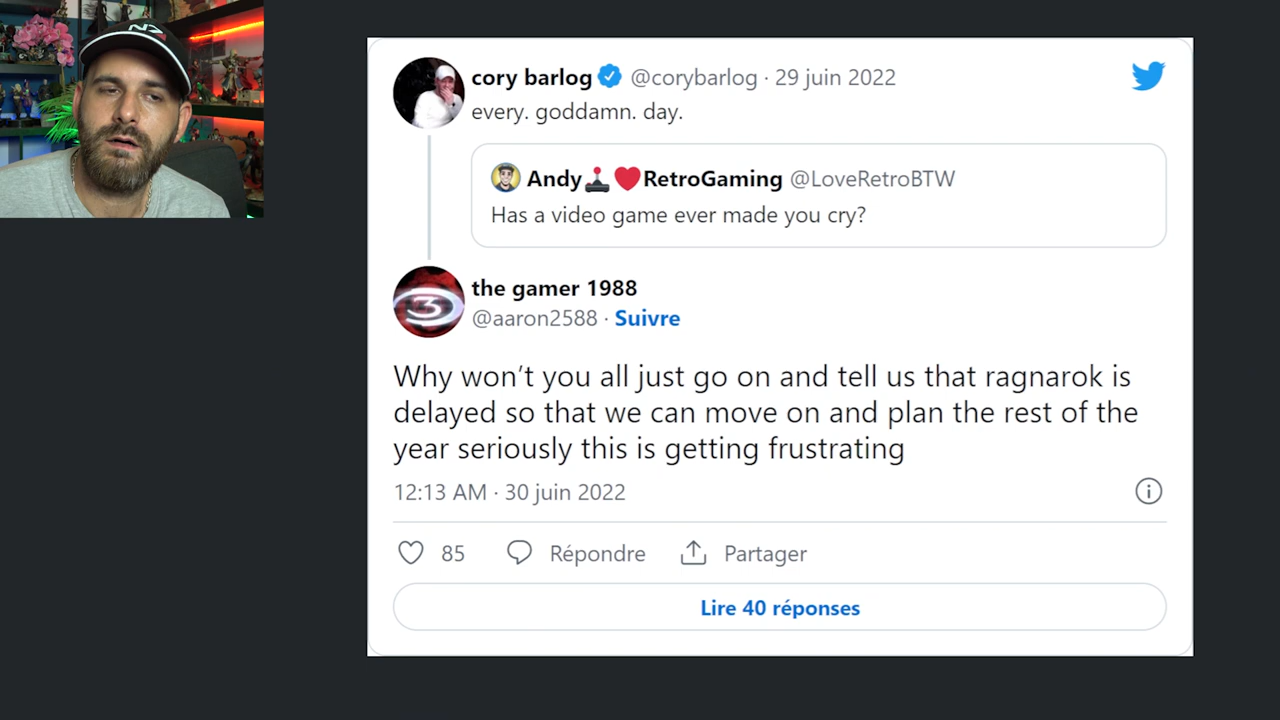 N7
cory barlog @corybarlog · 29 juin 2022
every. goddamn. day.
Andy🕹️❤️RetroGaming @LoveRetroBTW
Has a video game ever made you cry?
3
the gamer 1988
@aaron2588 · Suivre
Why won’t you all just go on and tell us that ragnarok is
delayed so that we can move on and plan the rest of the
year seriously this is getting frustrating
12:13 AM · 30 juin 2022
85 Répondre Partager
Lire 40 réponses